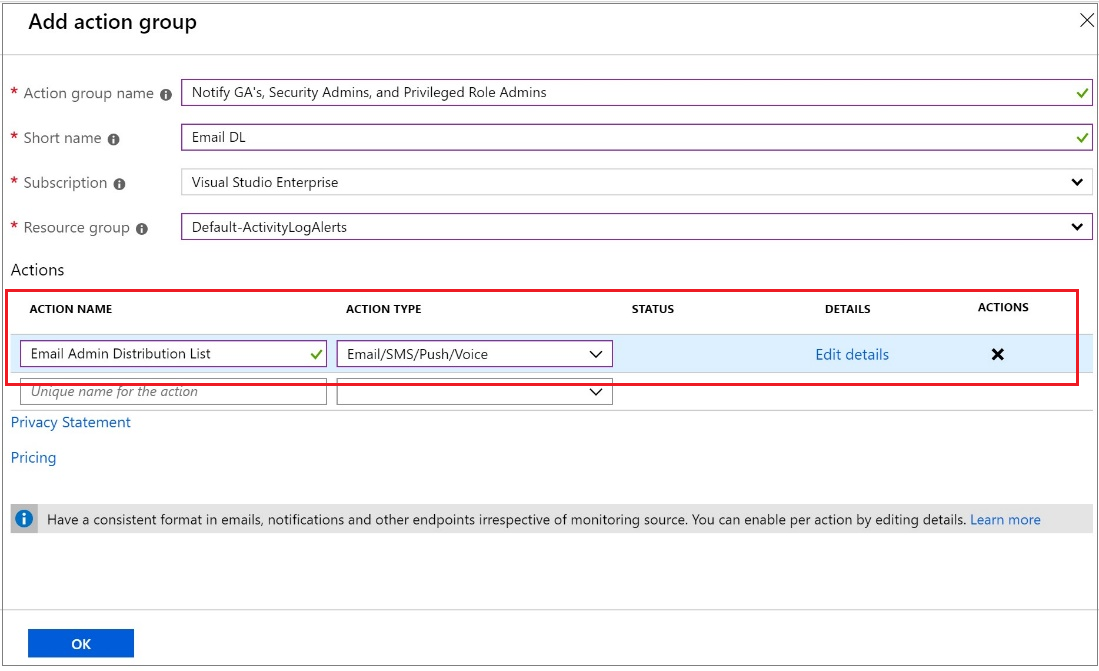 Add action group
* Action group name Notify GA's, Security Admins, and Privileged Role Admins
* Short name Email DL
* Subscription Visual Studio Enterprise
* Resource group Default-ActivityLogAlerts
Actions
ACTION NAME ACTION TYPE STATUS DETAILS ACTIONS
Email Admin Distribution List Email/SMS/Push/Voice Edit details
Unique name for the action
Privacy Statement
Pricing
Have a consistent format in emails, notifications and other endpoints irrespective of monitoring source. You can enable per action by editing details. Learn more
OK